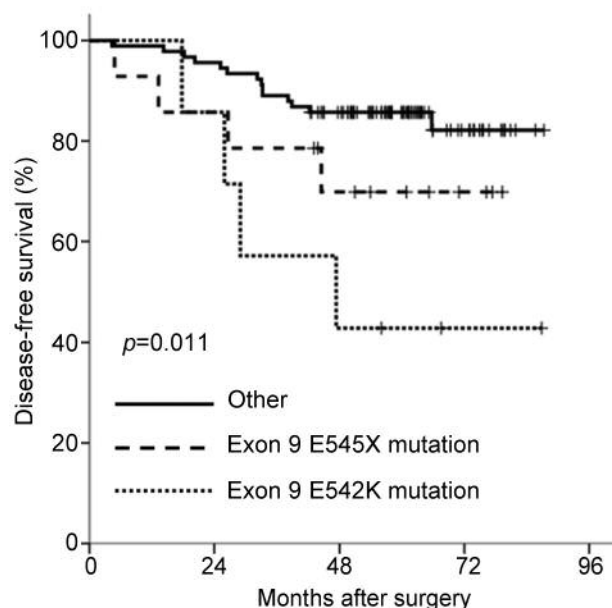 100
80
60
40
20
0
Disease-free survival (%)
p=0.011
Other
Exon 9 E545X mutation
Exon 9 E542K mutation
0 24 48 72 96
Months after surgery